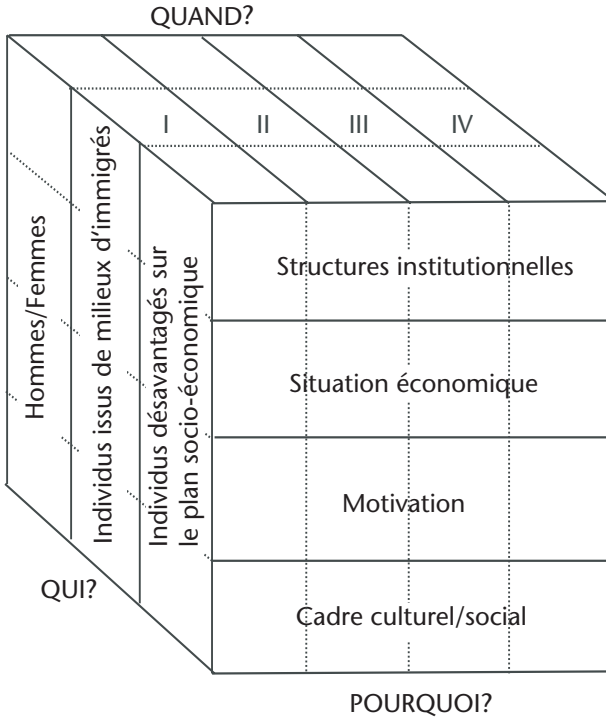 QUAND?
I
II
III
IV
Hommes/Femmes
Individus issus de milieux d'immigrés
Individus désavantagés sur
le plan socio-économique
Structures institutionnelles
Situation économique
Motivation
Cadre culturel/social
QUI?
POURQUOI?